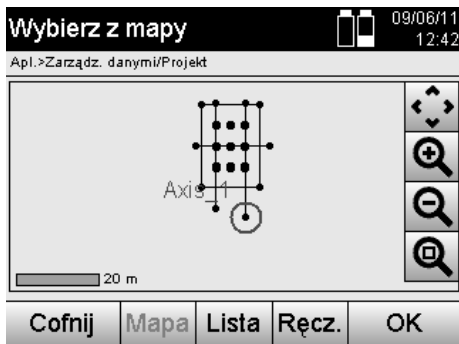 Wybierz z mapy
09/06/11
12:42
Apl.>Zarządz. danymi/Projekt
Axis_1
20 m
Cofnij Mapa Lista Ręcz. OK